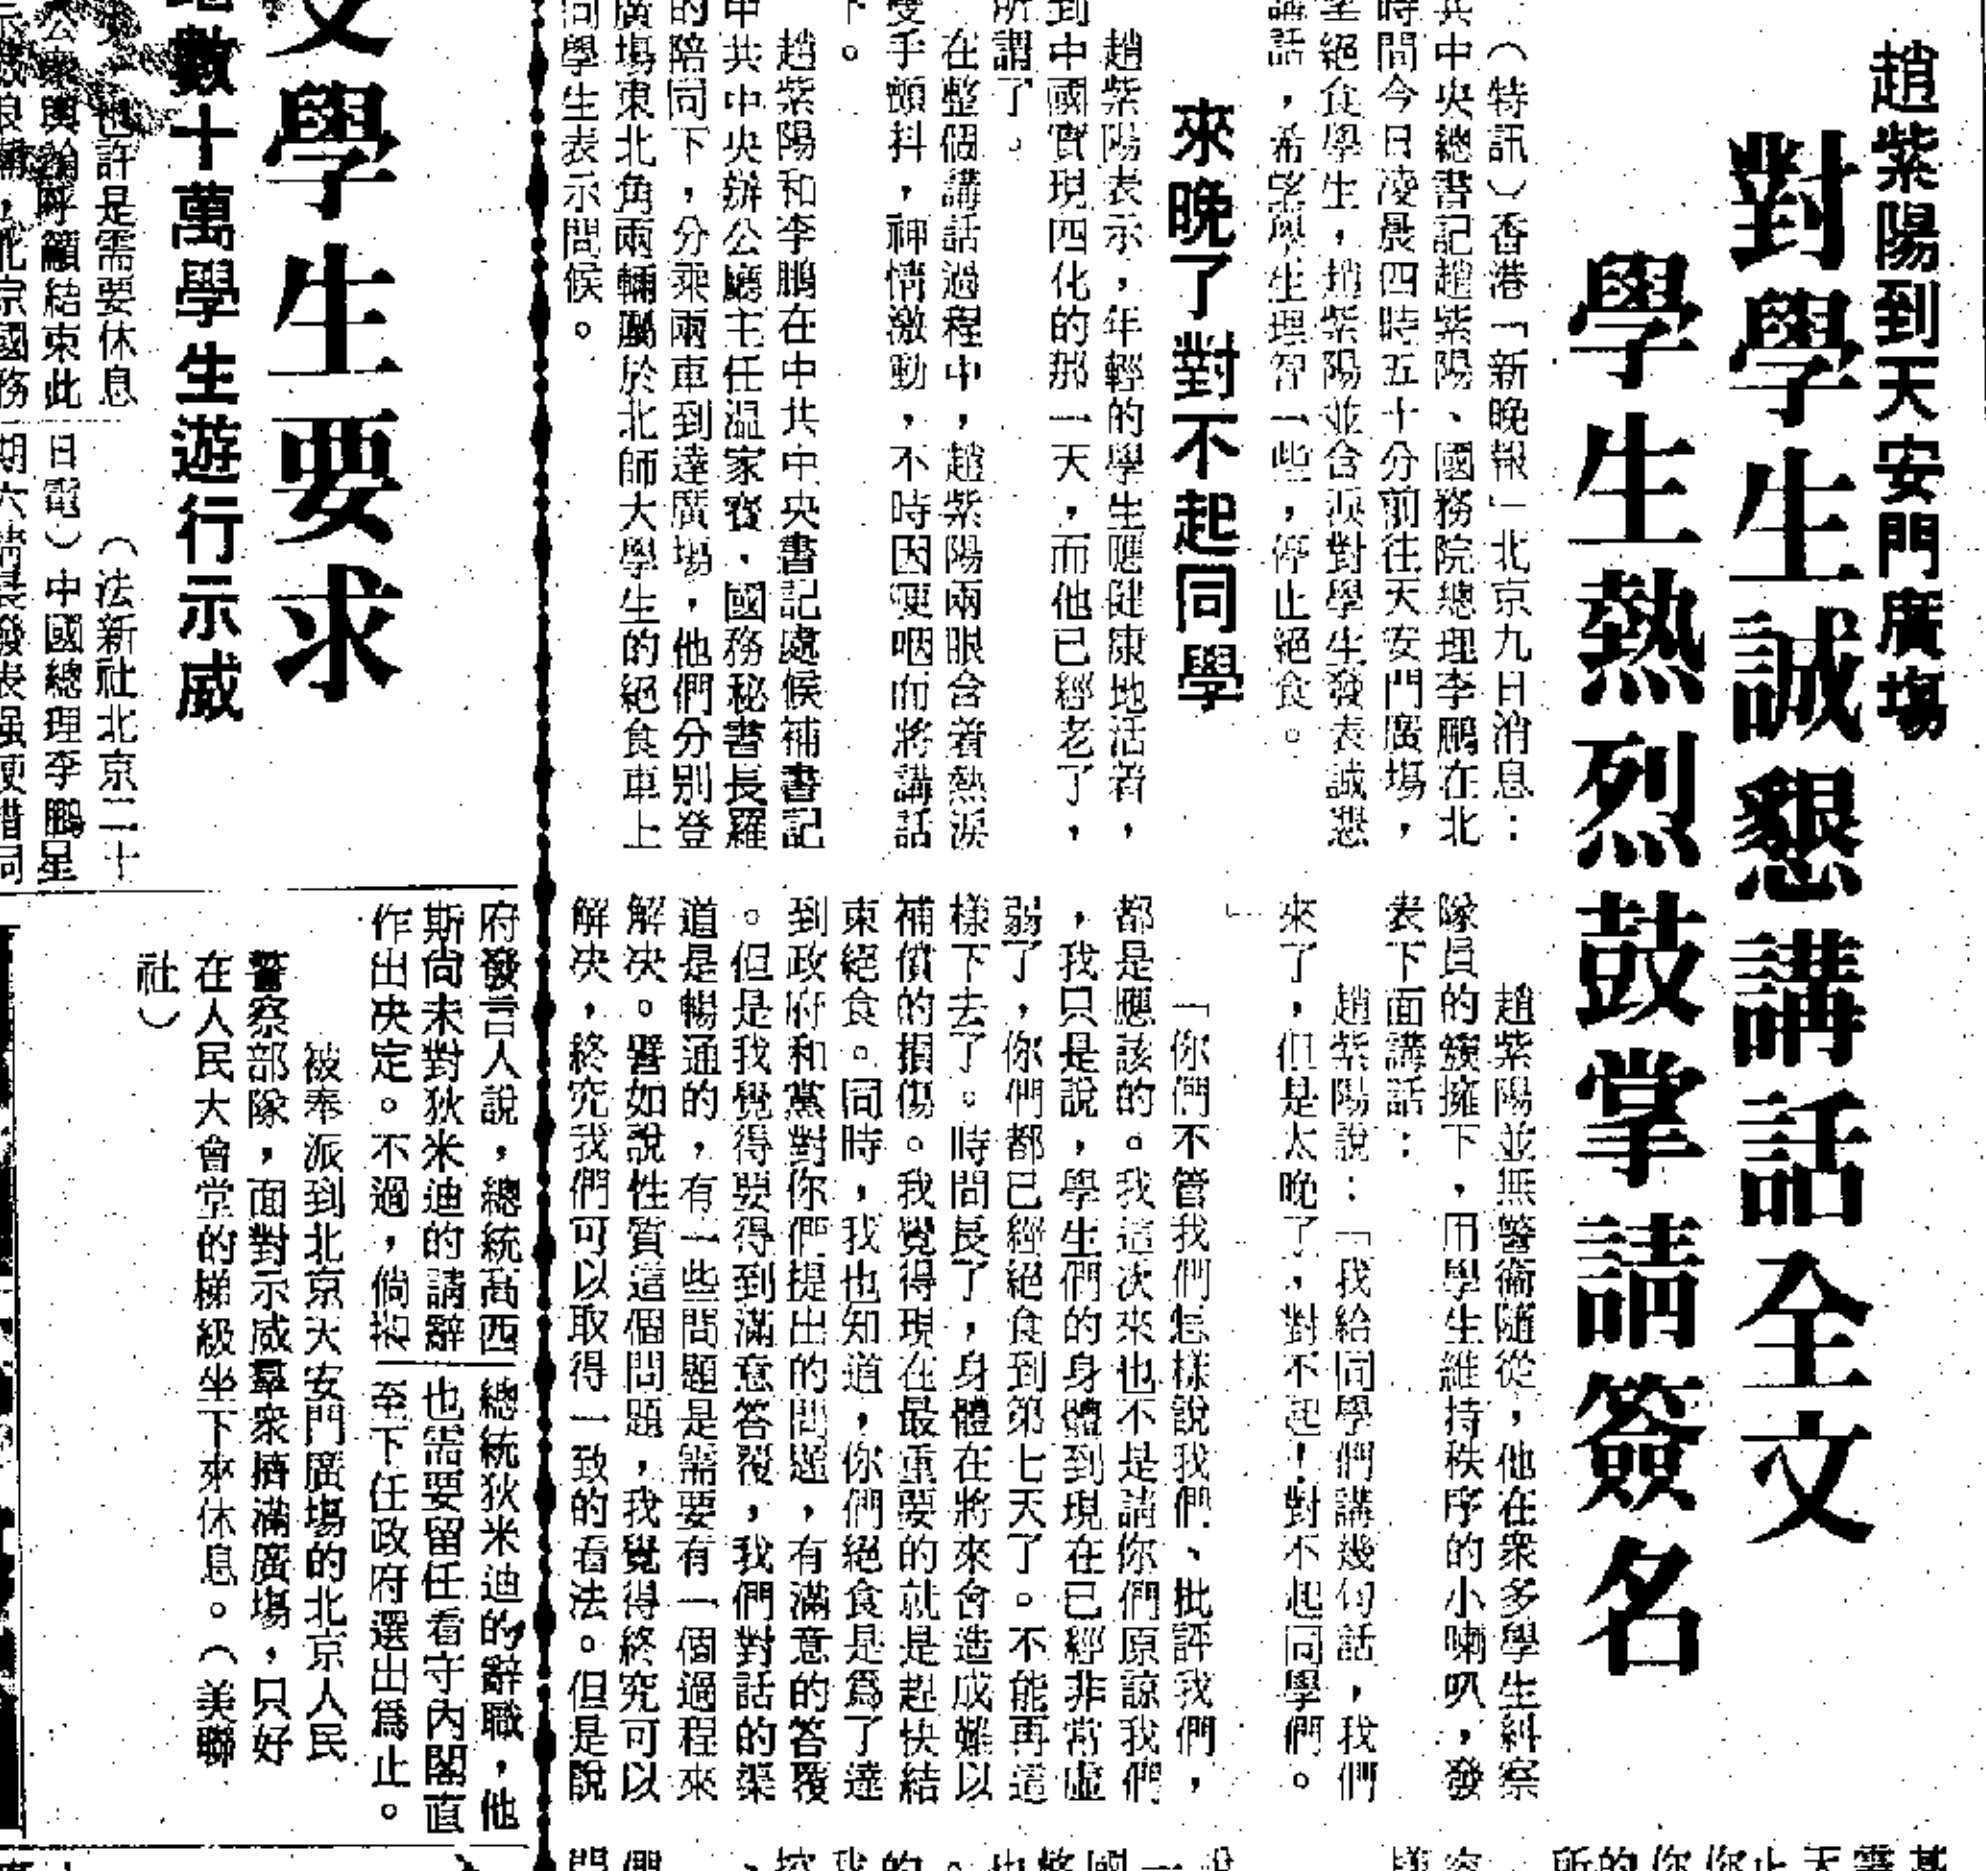 趙紫陽到天安門廣塲
對學生誠懇講話全文
學生熱烈鼓掌請簽名
（特訊）香港「新晚報」北京九日消息：
共中央總書記趙紫陽、國務院總理李鵬在北
時間今日凌晨四時五十分前往天安門廣場，
望絕食學生，趙紫陽並含淚對學生發表誠懇
講話，希望學生理智一些，停止絕食。
來晚了對不起同學
趙紫陽表示，年輕的學生應健康地活着，
到中國實現四化的那一天，而他已經老了，
所謂了。
在整個講話過程中，趙紫陽兩眼含着熱淚
雙手顫抖，神情激動，不時因哽咽而將講話
下。
趙紫陽和李鵬在中共中央書記處候補書記
中共中央辦公廳主任温家寶、國務秘書長羅
的陪同下，分乘兩車到達廣場，他們分別登
廣場東北角兩輛屬於北師大學生的絕食車上
同學生表示問候。
趙紫陽並無警衞隨從，他在衆多學生糾察
隊員的簇擁下，用學生維持秩序的小喇叭，發
表下面講話：
趙紫陽說：「我給同學們講幾句話，我們
來了，但是太晚了，對不起！對不起同學們。
」
「你們不管我們怎樣說我們、批評我們，
都是應該的。我這次來也不是請你們原諒我們
，我只是說，學生們的身體到現在已經非常虛
弱了，你們都已經絕食到第七天了。不能再這
樣下去了。時間長了，身體在將來會造成難以
補償的損傷。我覺得現在最重要的就是趕快結
束絕食。同時，我也知道，你們絕食是爲了達
到政府和黨對你們提出的問題，有滿意的答覆
。但是我覺得要得到滿意答覆，我們對話的渠
道是暢通的，有一些問題是需要有一個過程來
解决。譬如說性質這個問題，我覺得終究可以
解决，終究我們可以取得一致的看法。但是說
學生要求
數十萬學生遊行示威
也許是需要休息
呼籲結束此
（法新社北京二十
日電）中國總理李鵬星
府發言人說，總統髙西
斯尚未對狄米迪的請辭
作出决定。不過，倘
總統狄米迪的辭職，他
也需要留任看守內閣直
至下任政府選出爲止。
被奉派到北京天安門廣塲的北京人民
警察部隊，面對示威羣衆擠滿廣塲，只好
在人民大會堂的梯級坐下來休息。（美聯
社）